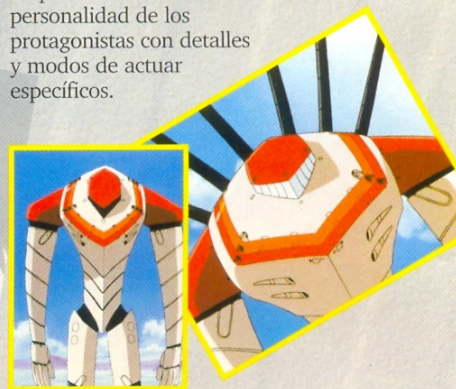 personalidad de los
protagonistas con detalles
y modos de actuar
específicos.